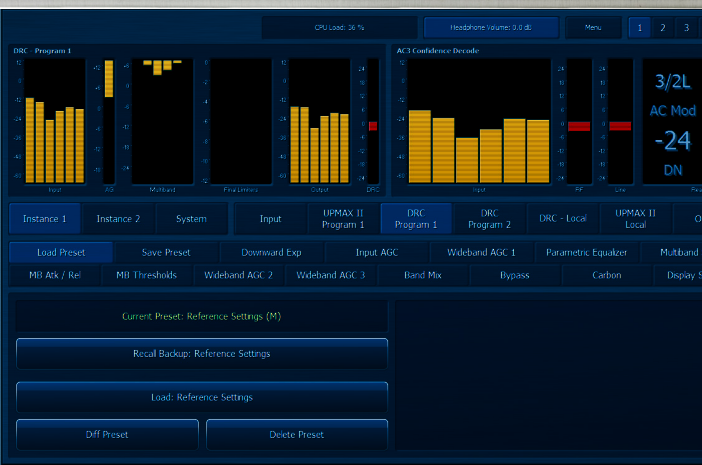 CPU Load: 36 %
Headphone Volume: 0.0 dB
Menu
1 2 3
DRC - Program 1
AC3 Confidence Decode
Input
AG
Multiband
Final Limiters
Output
DRC
Input
RF
Line
3/2L
AC Mod
-24
DN
Instance 1
Instance 2
System
Input
UPMAX II
Program 1
DRC
Program 1
DRC
Program 2
DRC - Local
UPMAX II
Local
Load Preset
Save Preset
Downward Exp
Input AGC
Wideband AGC 1
Parametric Equalizer
Multiband
MB Atk / Rel
MB Thresholds
Wideband AGC 2
Wideband AGC 3
Band Mix
Bypass
Carbon
Display S
Current Preset: Reference Settings (M)
Recal Backup: Reference Settings
Load: Reference Settings
Diff Preset
Delete Preset